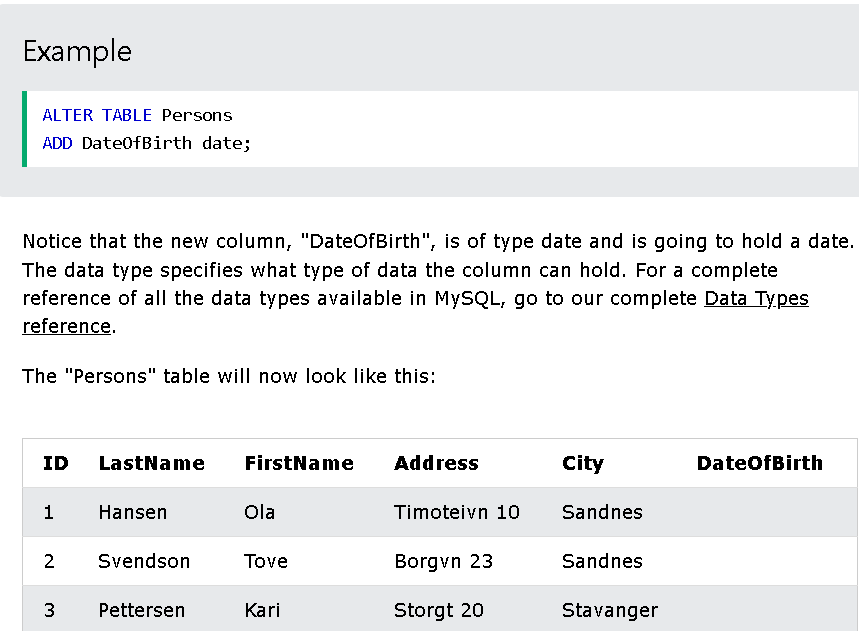 Example
ALTER TABLE Persons
ADD DateOfBirth date;
Notice that the new column, "DateOfBirth", is of type date and is going to hold a date.
The data type specifies what type of data the column can hold. For a complete
reference of all the data types available in MySQL, go to our complete Data Types
reference.
The "Persons" table will now look like this:
ID LastName FirstName Address City DateOfBirth
1 Hansen Ola Timoteivn 10 Sandnes
2 Svendson Tove Borgvn 23 Sandnes
3 Pettersen Kari Storgt 20 Stavanger